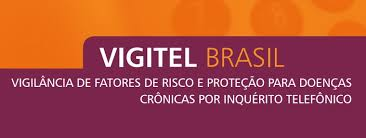 VIGITEL BRASIL
VIGILÂNCIA DE FATORES DE RISCO E PROTEÇÃO PARA DOENÇAS
CRÔNICAS POR INQUÉRITO TELEFÔNICO